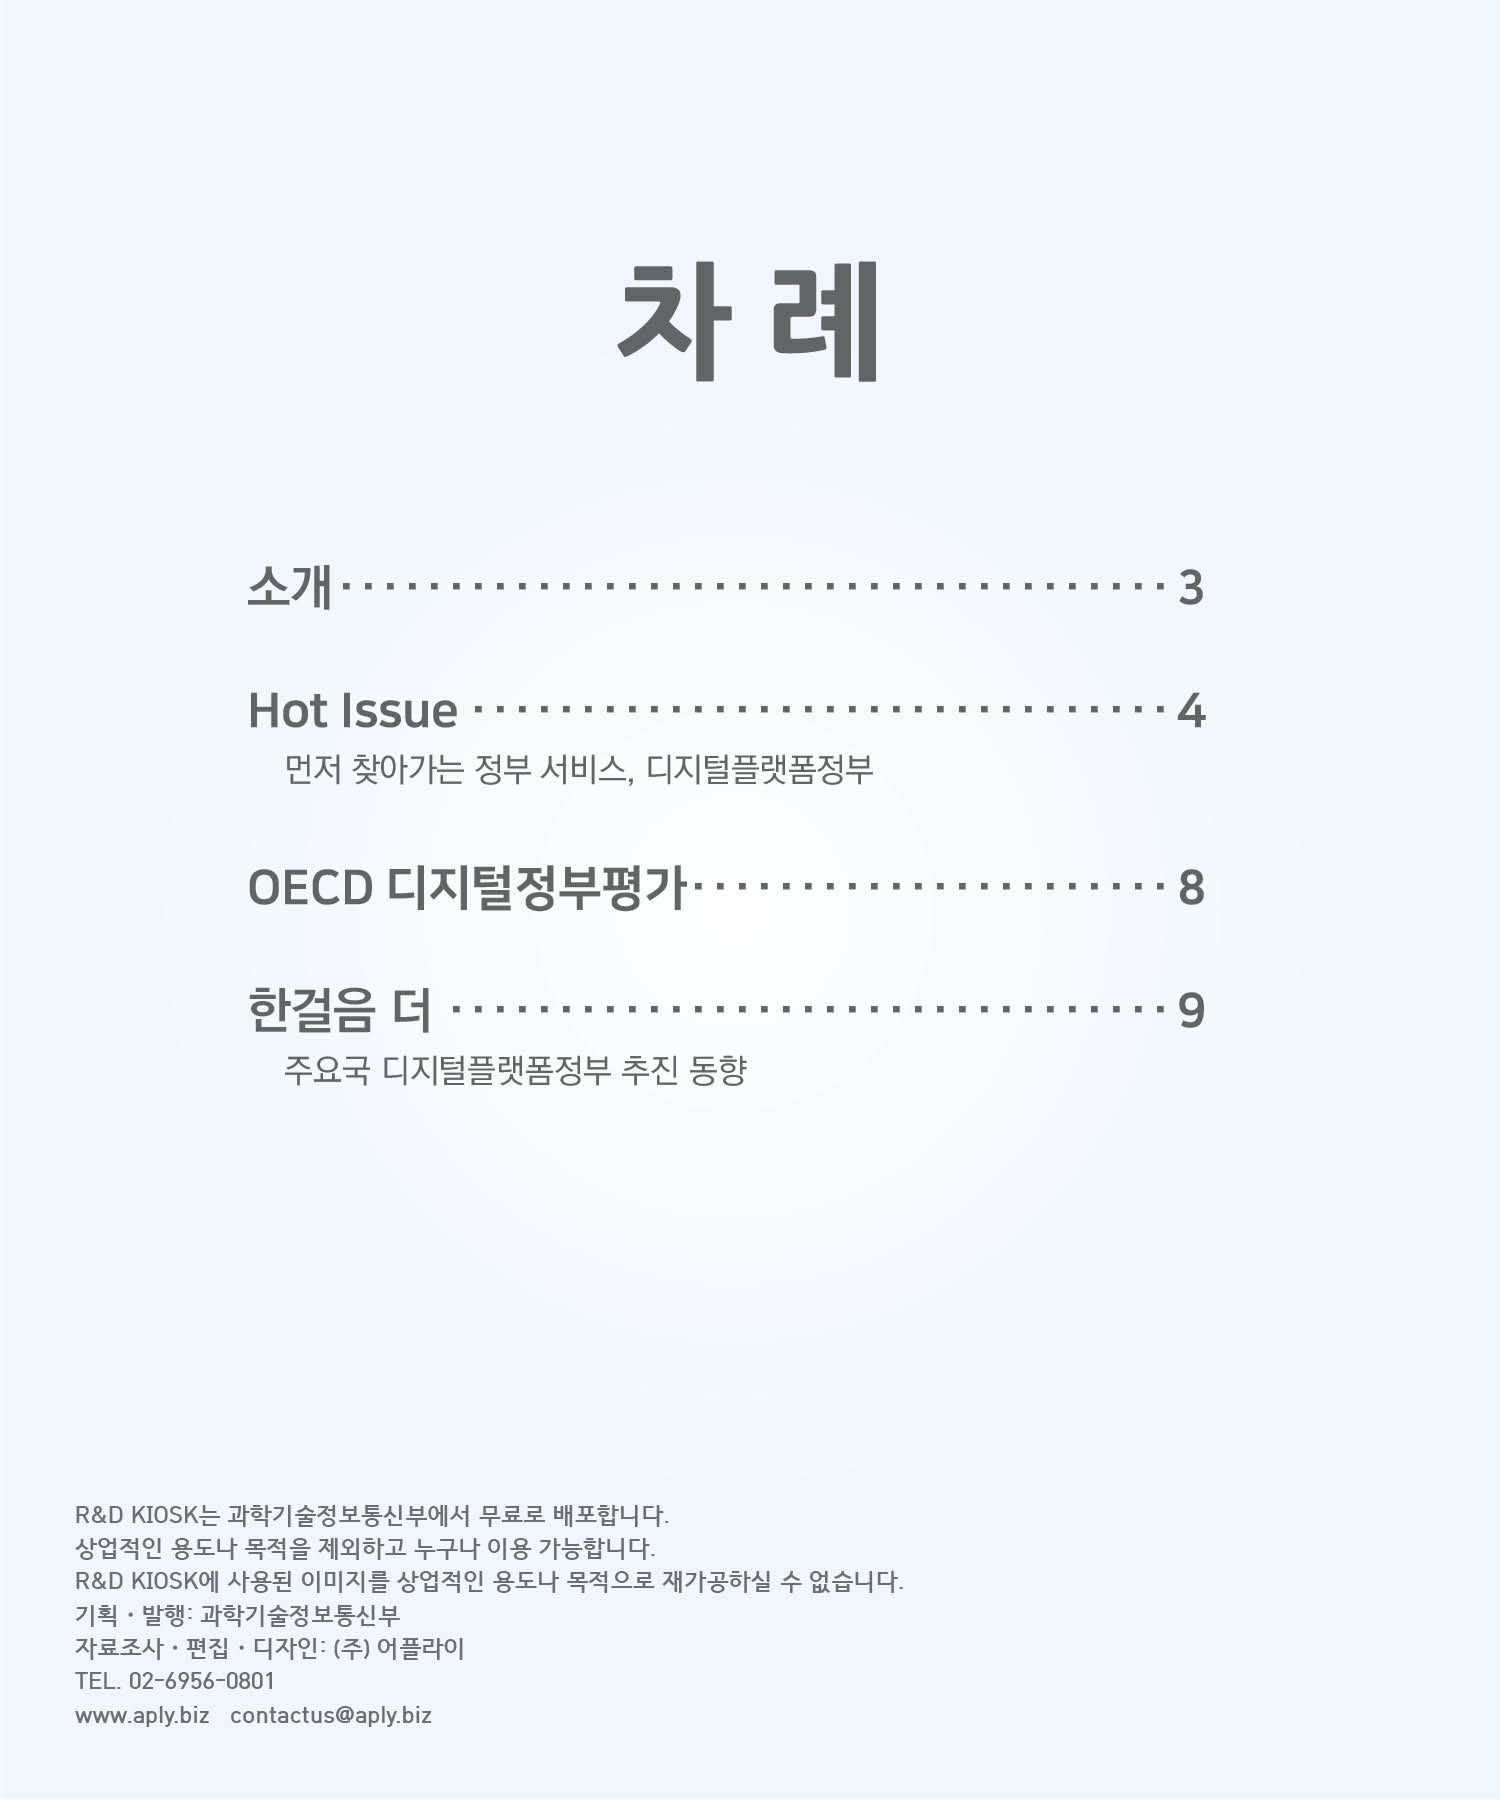 차 례
소개 · · · · · · · · · · · · · · · · · · · · · · · · · · · · · · · · · · · · · · 3
Hot Issue · · · · · · · · · · · · · · · · · · · · · · · · · · · · · · · · 4
먼저 찾아가는 정부 서비스, 디지털플랫폼정부
OECD 디지털정부평가 · · · · · · · · · · · · · · · · · · · · · · 8
한걸음 더 · · · · · · · · · · · · · · · · · · · · · · · · · · · · · · · · · 9
주요국 디지털플랫폼정부 추진 동향
R&D KIOSK는 과학기술정보통신부에서 무료로 배포합니다.
상업적인 용도나 목적을 제외하고 누구나 이용 가능합니다.
R&D KIOSK에 사용된 이미지를 상업적인 용도나 목적으로 재가공하실 수 없습니다.
기획·발행: 과학기술정보통신부
자료조사·편집·디자인: (주) 어플라이
TEL. 02-6956-0801
www.aply.biz contactus@aply.biz